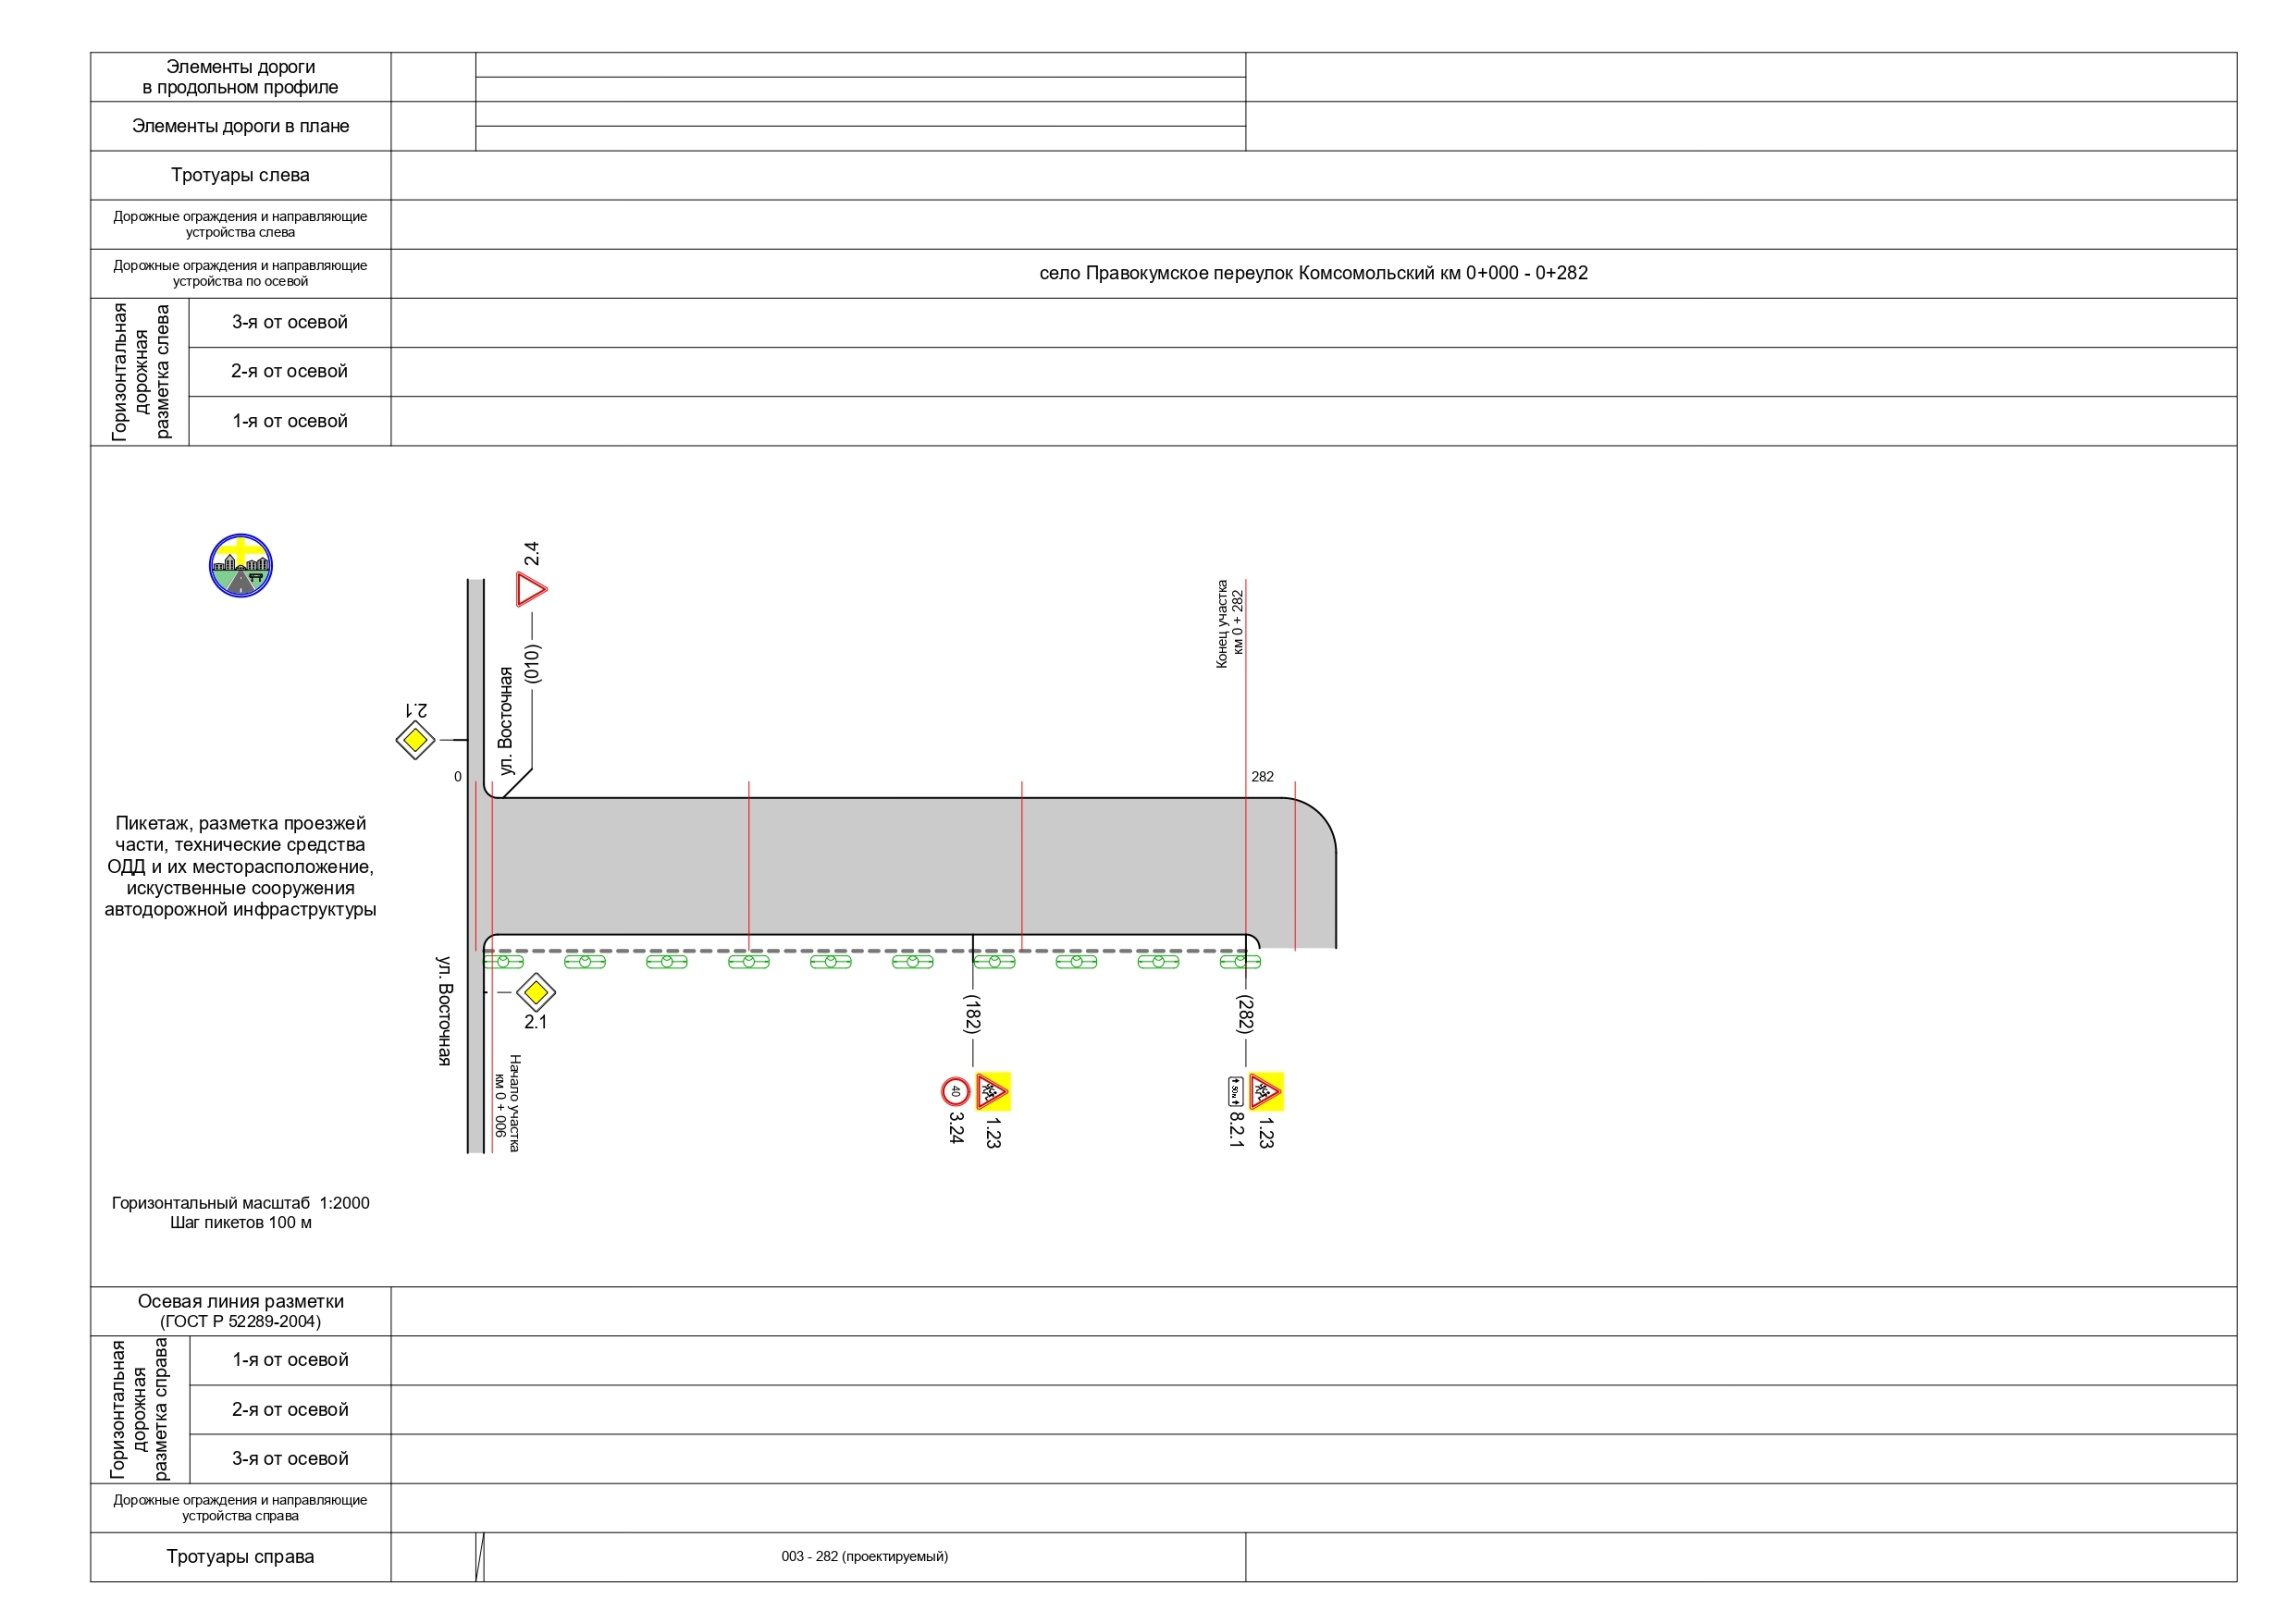 Элементы дороги
в продольном профиле
Элементы дороги в плане
Тротуары слева
Дорожные ограждения и направляющие
устройства слева
Дорожные ограждения и направляющие
устройства по осевой
село Правокумское переулок Комсомольский км 0+000 - 0+282
Горизонтальная
дорожная
разметка слева
3-я от осевой
2-я от осевой
1-я от осевой
2.4
(010)
ул. Восточная
2.1
0
Конец участка
км 0 + 282
282
Пикетаж, разметка проезжей
части, технические средства
ОДД и их месторасположение,
искуственные сооружения
автодорожной инфраструктуры
ул. Восточная
2.1
Начало участка
км 0 + 006
(182)
40
3.24
1.23
(282)
50м
8.2.1
1.23
Горизонтальный масштаб 1:2000
Шаг пикетов 100 м
Осевая линия разметки
(ГОСТ Р 52289-2004)
Горизонтальная
дорожная
разметка справа
1-я от осевой
2-я от осевой
3-я от осевой
Дорожные ограждения и направляющие
устройства справа
Тротуары справа
003 - 282 (проектируемый)